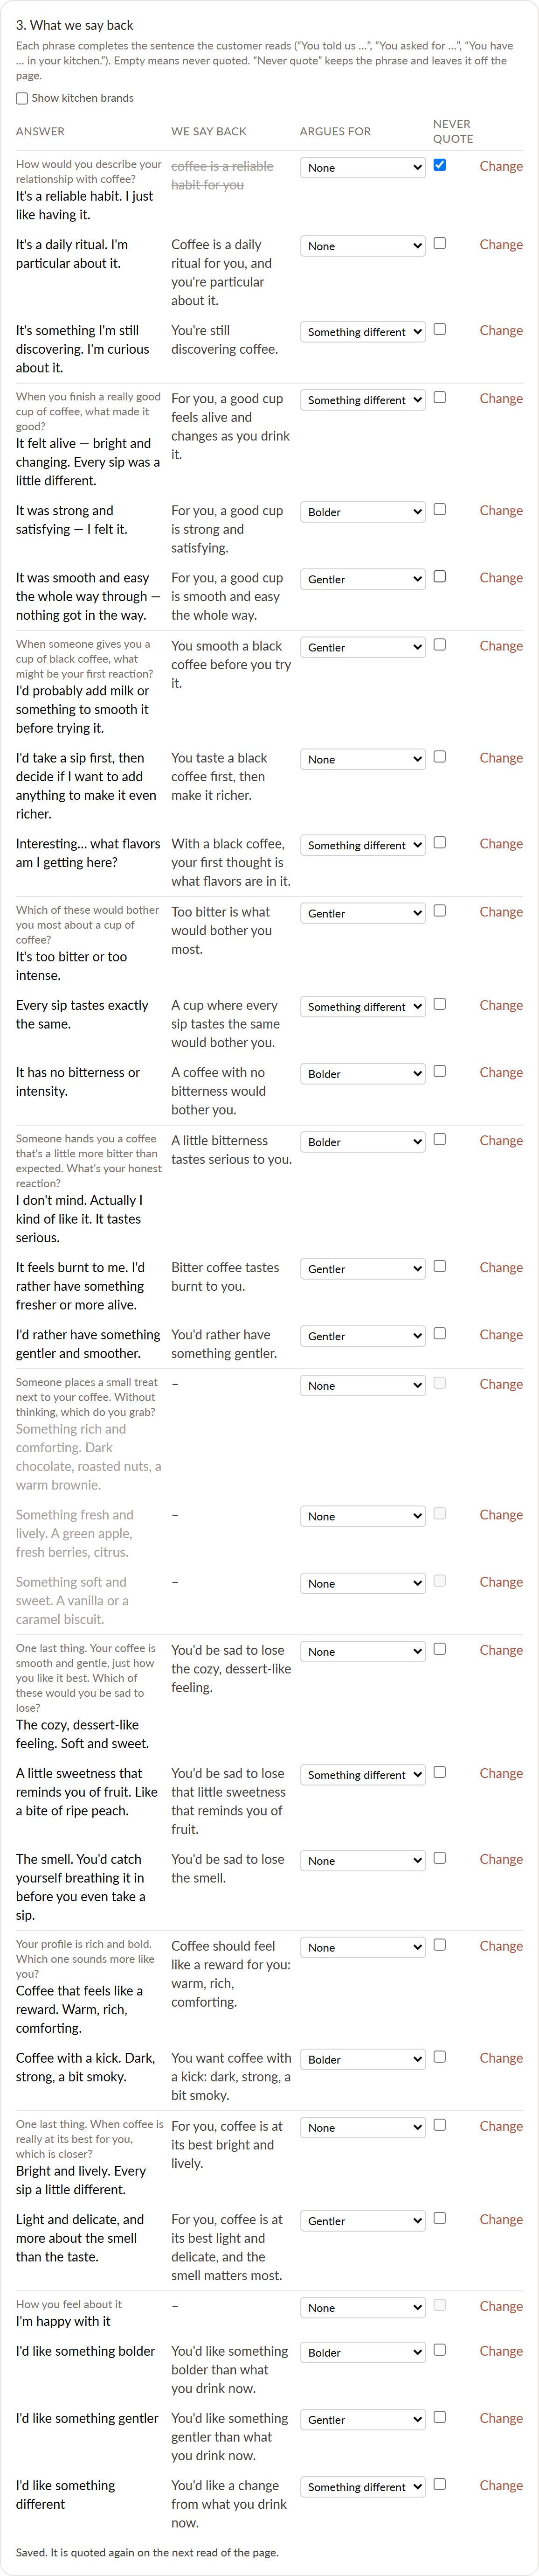 3. What we say back
Each phrase completes the sentence the customer reads (“You told us …”, “You asked for …”, “You have
… in your kitchen.”). Empty means never quoted. “Never quote” keeps the phrase and leaves it off the
page.
Show kitchen brands
ANSWER
WE SAY BACK
ARGUES FOR
NEVER
QUOTE
How would you describe your
relationship with coffee?
It's a reliable habit. I just
like having it.
coffee is a reliable
habit for you
None
Change
It's a daily ritual. I'm
particular about it.
Coffee is a daily
ritual for you, and
you're particular
about it.
None
Change
It's something I'm still
discovering. I'm curious
about it.
You're still
discovering coffee.
Something different
Change
When you finish a really good
cup of coffee, what made it
good?
It felt alive — bright and
changing. Every sip was a
little different.
For you, a good cup
feels alive and
changes as you drink
it.
Something different
Change
It was strong and
satisfying — I felt it.
For you, a good cup
is strong and
satisfying.
Bolder
Change
It was smooth and easy
the whole way through —
nothing got in the way.
For you, a good cup
is smooth and easy
the whole way.
Gentler
Change
When someone gives you a
cup of black coffee, what
might be your first reaction?
I'd probably add milk or
something to smooth it
before trying it.
You smooth a black
coffee before you try
it.
Gentler
Change
I'd take a sip first, then
decide if I want to add
anything to make it even
richer.
You taste a black
coffee first, then
make it richer.
None
Change
Interesting... what flavors
am I getting here?
With a black coffee,
your first thought is
what flavors are in it.
Something different
Change
Which of these would bother
you most about a cup of
coffee?
It's too bitter or too
intense.
Too bitter is what
would bother you
most.
Gentler
Change
Every sip tastes exactly
the same.
A cup where every
sip tastes the same
would bother you.
Something different
Change
It has no bitterness or
intensity.
A coffee with no
bitterness would
bother you.
Bolder
Change
Someone hands you a coffee
that's a little more bitter than
expected. What's your honest
reaction?
I don't mind. Actually I
kind of like it. It tastes
serious.
A little bitterness
tastes serious to you.
Bolder
Change
It feels burnt to me. I'd
rather have something
fresher or more alive.
Bitter coffee tastes
burnt to you.
Gentler
Change
I'd rather have something
gentler and smoother.
You'd rather have
something gentler.
Gentler
Change
Someone places a small treat
next to your coffee. Without
thinking, which do you grab?
Something rich and
comforting. Dark
chocolate, roasted nuts, a
warm brownie.
–
None
Change
Something fresh and
lively. A green apple,
fresh berries, citrus.
–
None
Change
Something soft and
sweet. A vanilla or a
caramel biscuit.
–
None
Change
One last thing. Your coffee is
smooth and gentle, just how
you like it best. Which of
these would you be sad to
lose?
The cozy, dessert-like
feeling. Soft and sweet.
You'd be sad to lose
the cozy, dessert-like
feeling.
None
Change
A little sweetness that
reminds you of fruit. Like
a bite of ripe peach.
You'd be sad to lose
that little sweetness
that reminds you of
fruit.
Something different
Change
The smell. You'd catch
yourself breathing it in
before you even take a
sip.
You'd be sad to lose
the smell.
None
Change
Your profile is rich and bold.
Which one sounds more like
you?
Coffee that feels like a
reward. Warm, rich,
comforting.
Coffee should feel
like a reward for you:
warm, rich,
comforting.
None
Change
Coffee with a kick. Dark,
strong, a bit smoky.
You want coffee with
a kick: dark, strong, a
bit smoky.
Bolder
Change
One last thing. When coffee is
really at its best for you,
which is closer?
Bright and lively. Every
sip a little different.
For you, coffee is at
its best bright and
lively.
None
Change
Light and delicate, and
more about the smell
than the taste.
For you, coffee is at
its best light and
delicate, and the
smell matters most.
Gentler
Change
How you feel about it
I'm happy with it
–
None
Change
I'd like something bolder
You'd like something
bolder than what
you drink now.
Bolder
Change
I'd like something gentler
You'd like something
gentler than what
you drink now.
Gentler
Change
I'd like something
different
You'd like a change
from what you drink
now.
Something different
Change
Saved. It is quoted again on the next read of the page.